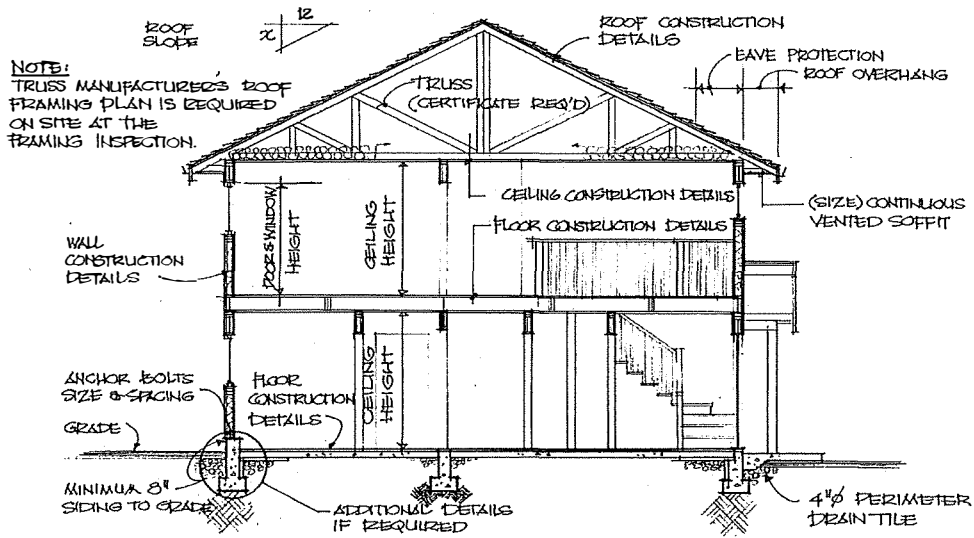 ROOF
SLOPE
12
x
ROOF CONSTRUCTION
DETAILS
EAVE PROTECTION
ROOF OVERHANG
NOTE:
TRUSS MANUFACTURER'S ROOF
FRAMING PLAN IS REQUIRED
ON SITE AT THE
FRAMING INSPECTION.
TRUSS
(CERTIFICATE REQ'D)
CEILING CONSTRUCTION DETAILS
(SIZE) CONTINUOUS
VENTED SOFFIT
FLOOR CONSTRUCTION DETAILS
DOOR & WINDOW
HEIGHT
CEILING
HEIGHT
WALL
CONSTRUCTION
DETAILS
CEILING
HEIGHT
ANCHOR BOLTS
SIZE & SPACING
FLOOR
CONSTRUCTION
DETAILS
GRADE
MINIMUM 8"
SIDING TO GRADE
ADDITIONAL DETAILS
IF REQUIRED
4"Ø PERIMETER
DRAIN TILE